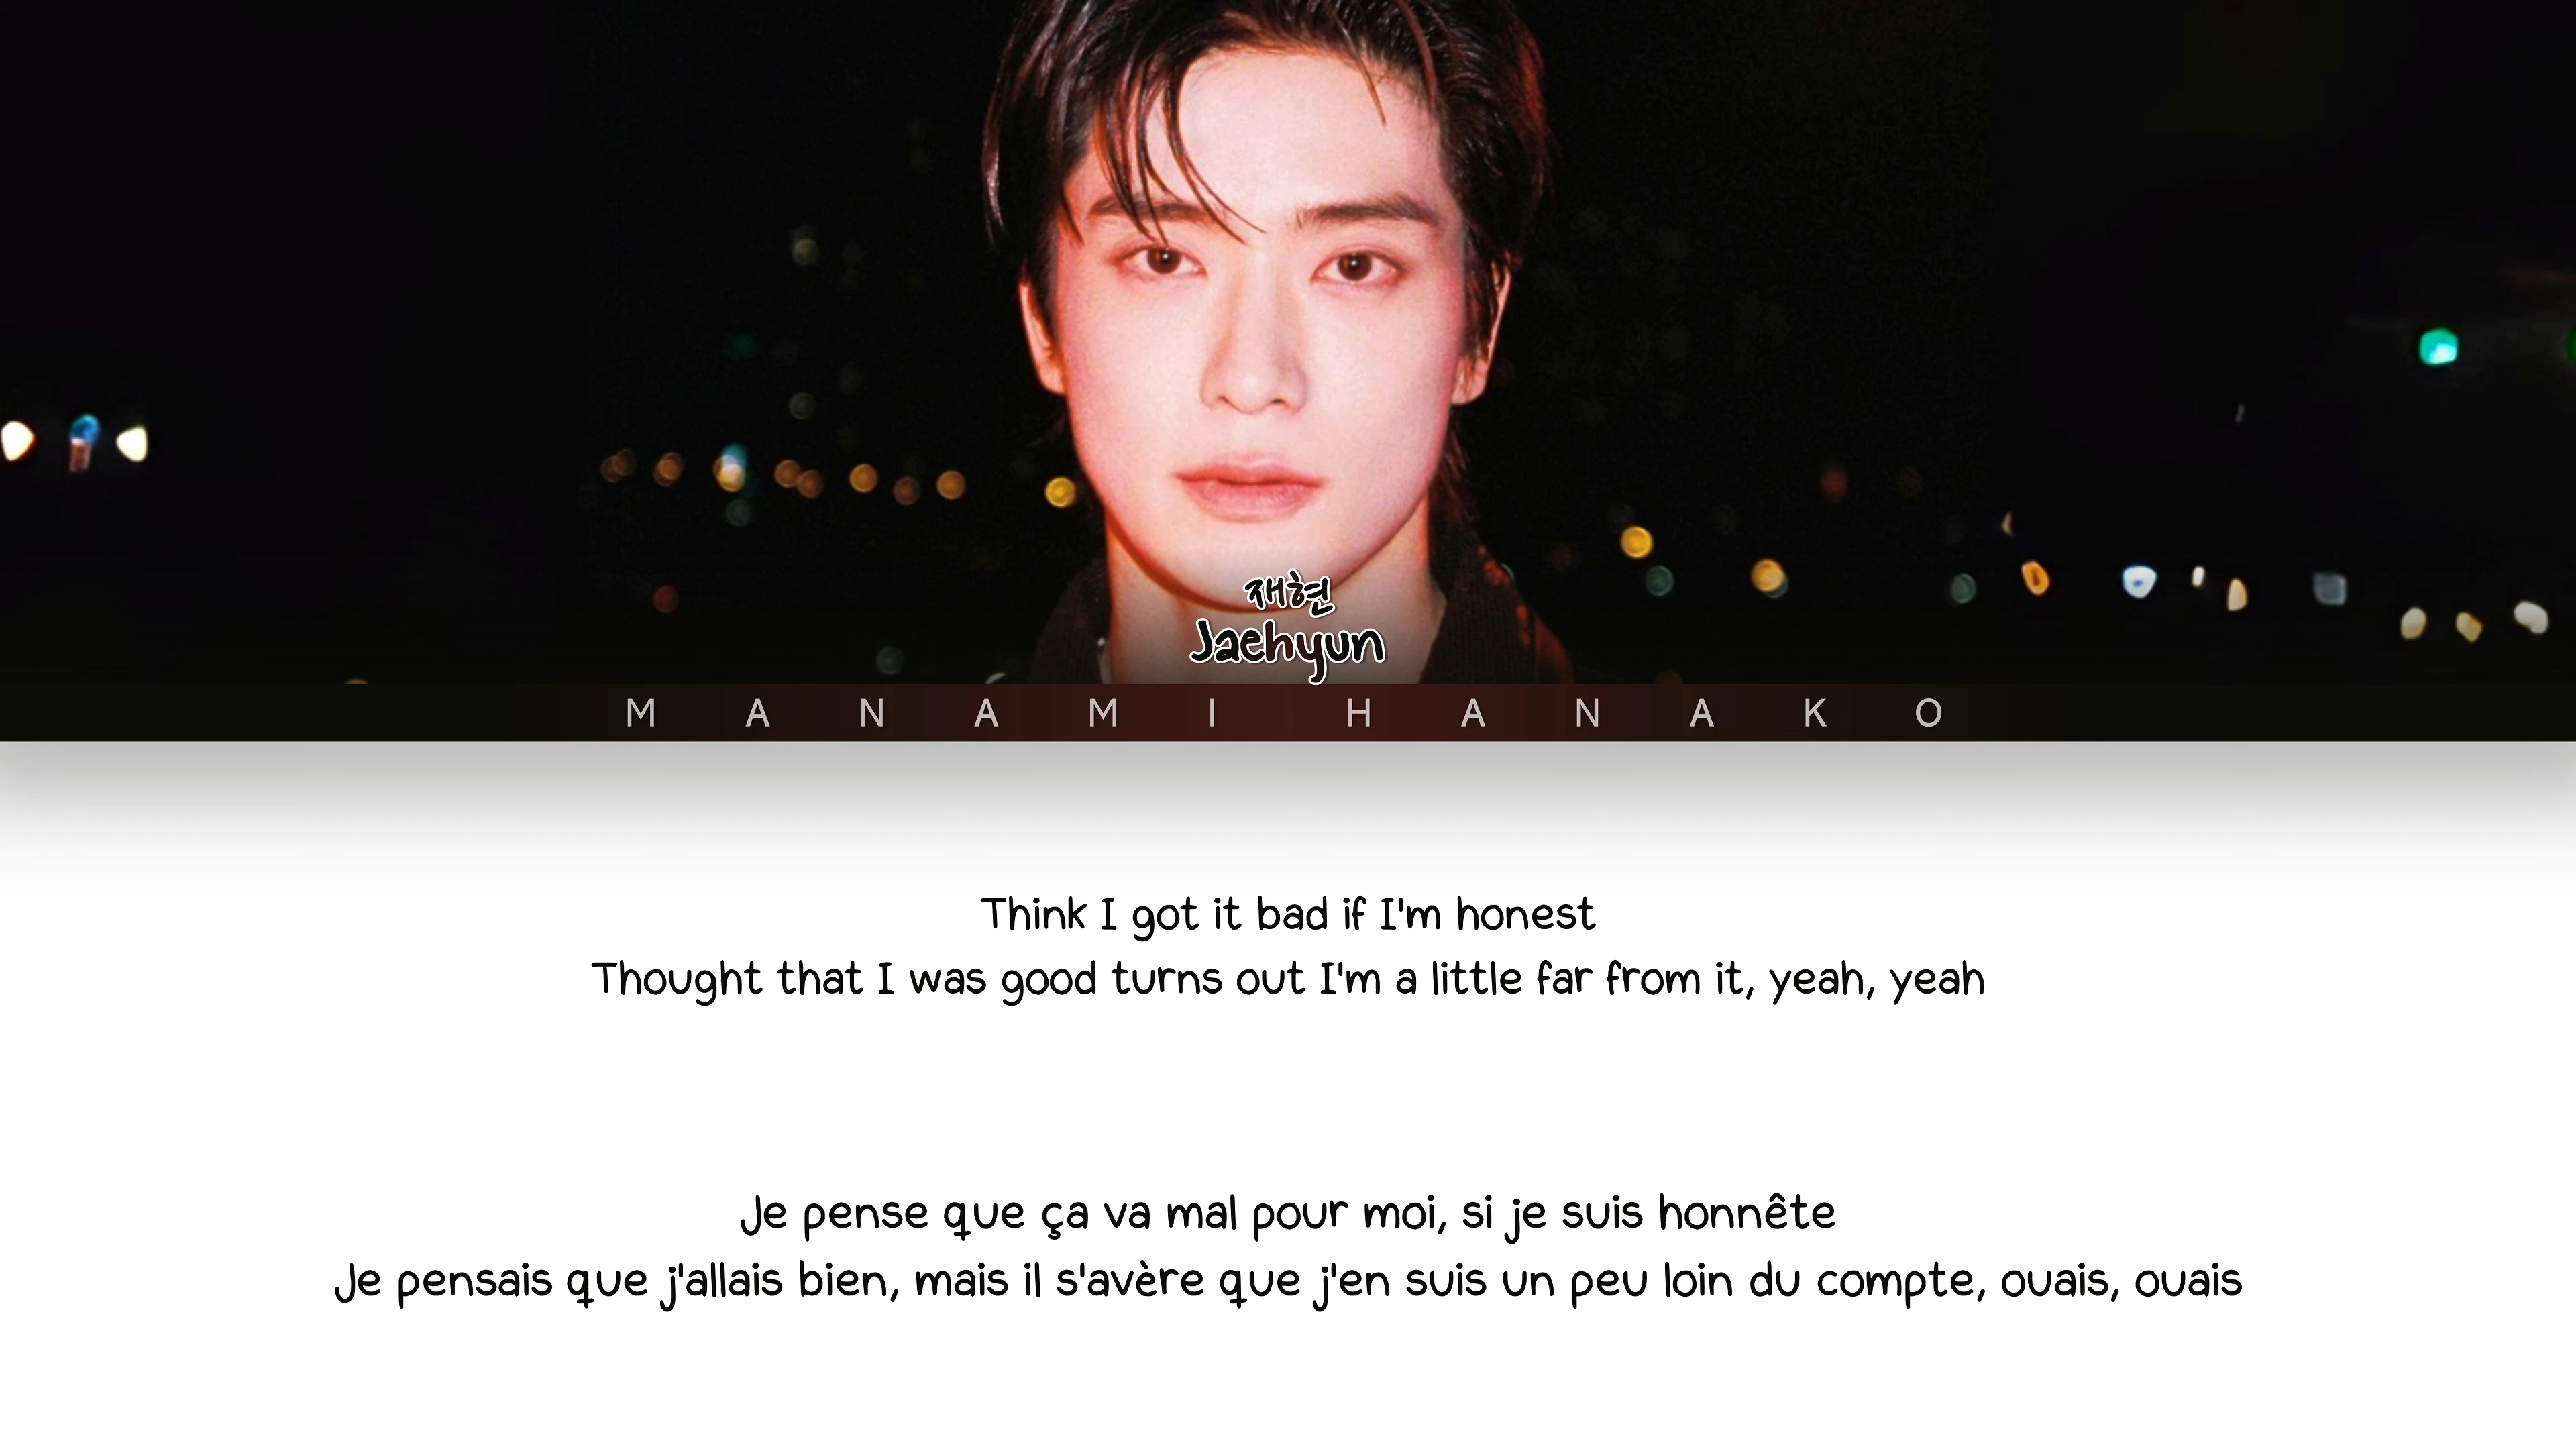 재현
Jaehyun
MANAMI HANAKO
Think I got it bad if I'm honest
Thought that I was good turns out I'm a little far from it, yeah, yeah
Je pense que ça va mal pour moi, si je suis honnête
Je pensais que j'allais bien, mais il s'avère que j'en suis un peu loin du compte, ouais, ouais